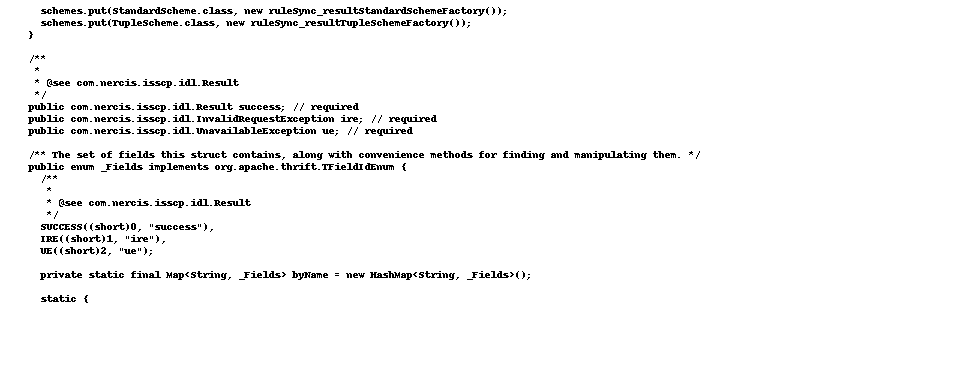 schemes.put(StandardScheme.class, new ruleSync_resultStandardSchemeFactory());
schemes.put(TupleScheme.class, new ruleSync_resultTupleSchemeFactory());
}
/**
*
* @see com.nercis.isscp.idl.Result
*/
public com.nercis.isscp.idl.Result success; // required
public com.nercis.isscp.idl.InvalidRequestException ire; // required
public com.nercis.isscp.idl.UnavailableException ue; // required
/** The set of fields this struct contains, along with convenience methods for finding and manipulating them. */
public enum _Fields implements org.apache.thrift.TFieldIdEnum {
/**
*
* @see com.nercis.isscp.idl.Result
*/
SUCCESS((short)0, "success"),
IRE((short)1, "ire"),
UE((short)2, "ue");
private static final Map<String, _Fields> byName = new HashMap<String, _Fields>();
static {